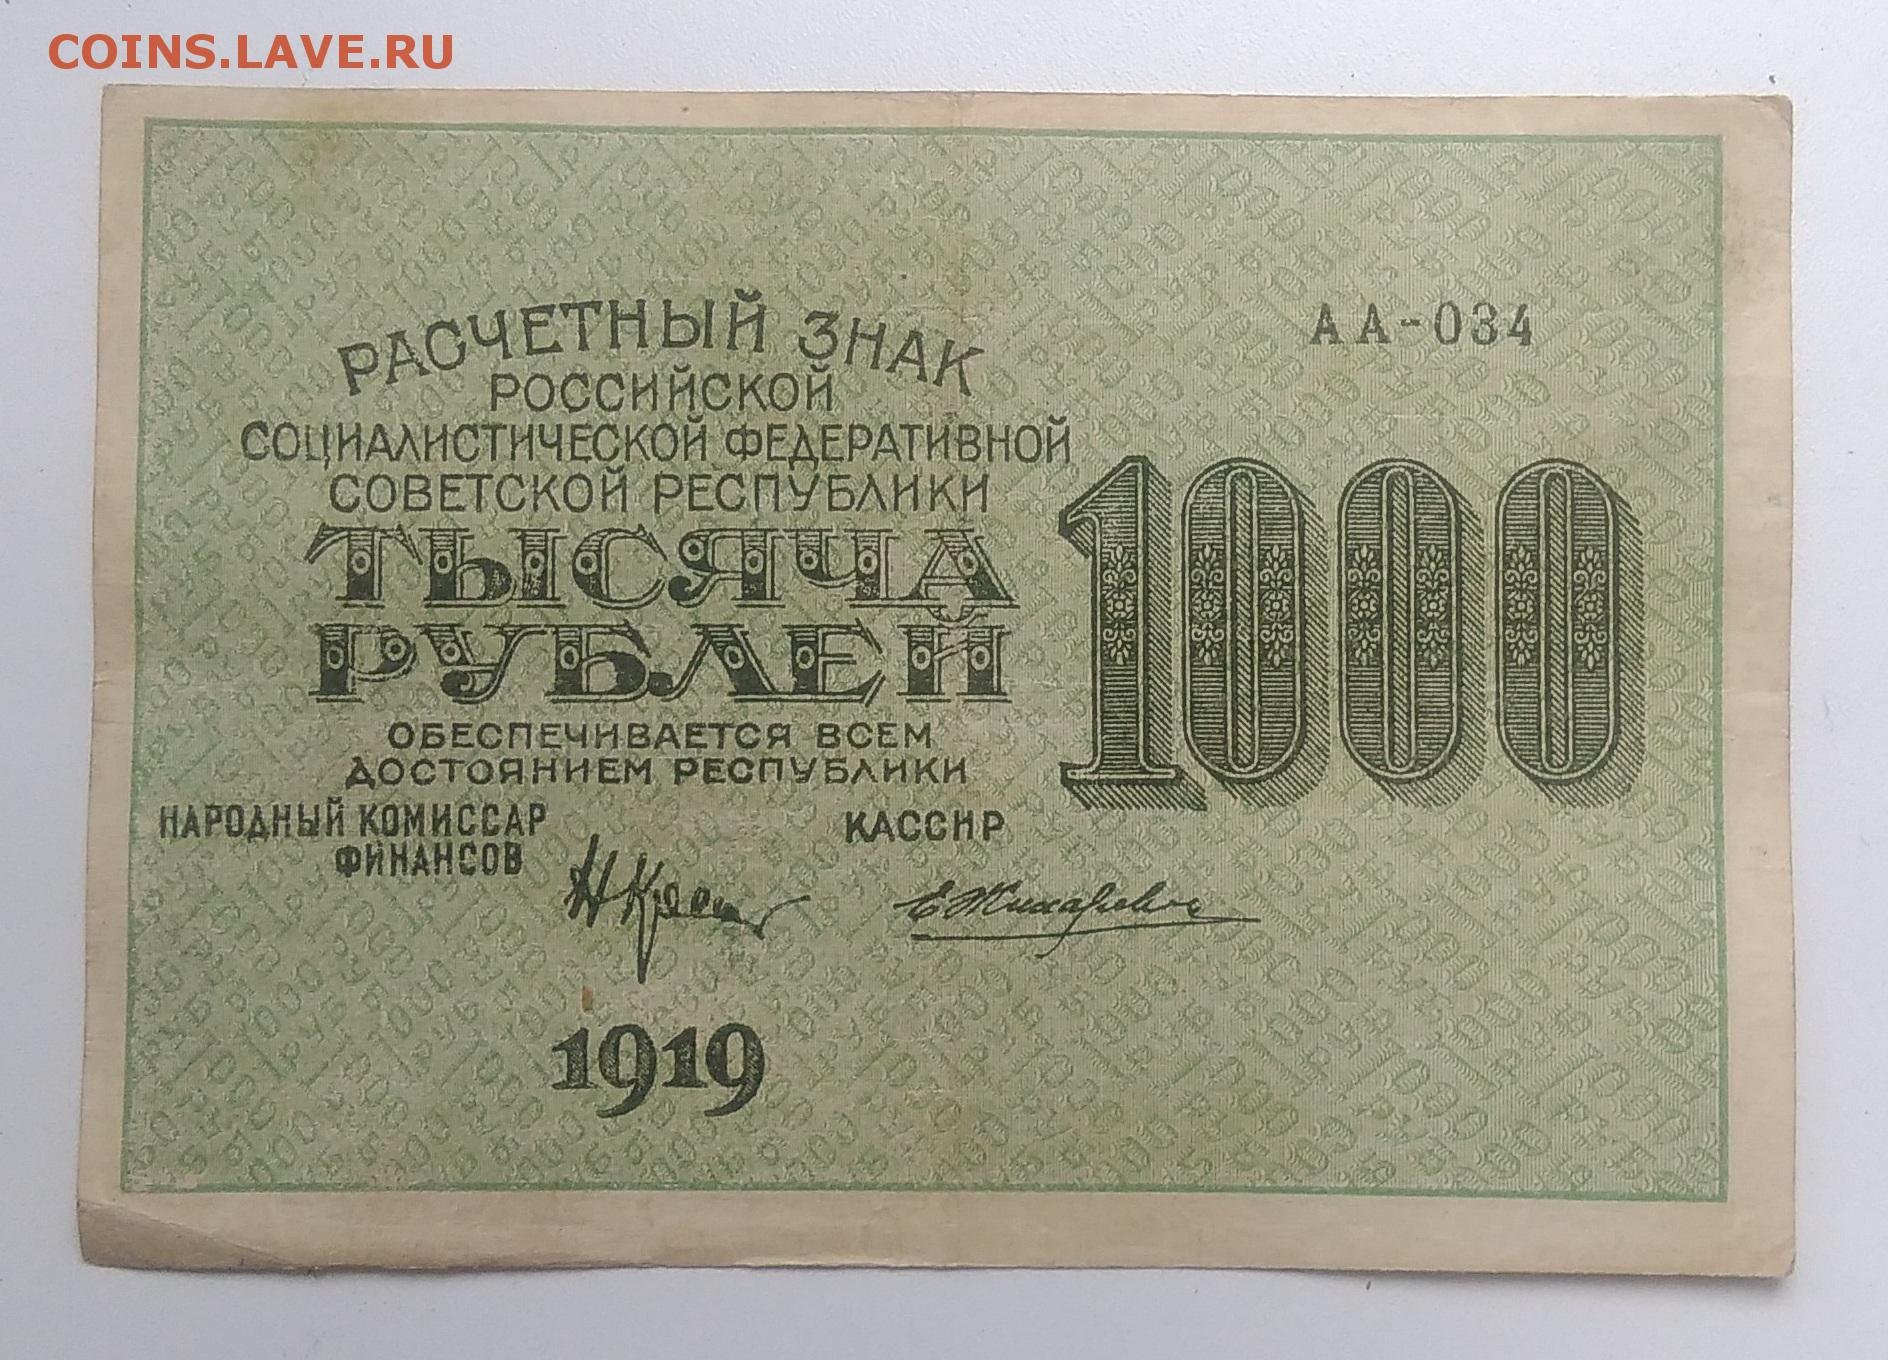 COINS.LAVE.RU
РАСЧЕТНЫЙ ЗНАК
РОССИЙСКОЙ
СОЦИАЛИСТИЧЕСКОЙ ФЕДЕРАТИВНОЙ
СОВЕТСКОЙ РЕСПУБЛИКИ
ТЫСЯЧА
РУБЛЕЙ
ОБЕСПЕЧИВАЕТСЯ ВСЕМ
ДОСТОЯНИЕМ РЕСПУБЛИКИ
АА-034
1000
НАРОДНЫЙ КОМИССАР
ФИНАНСОВ
КАССИР
1919